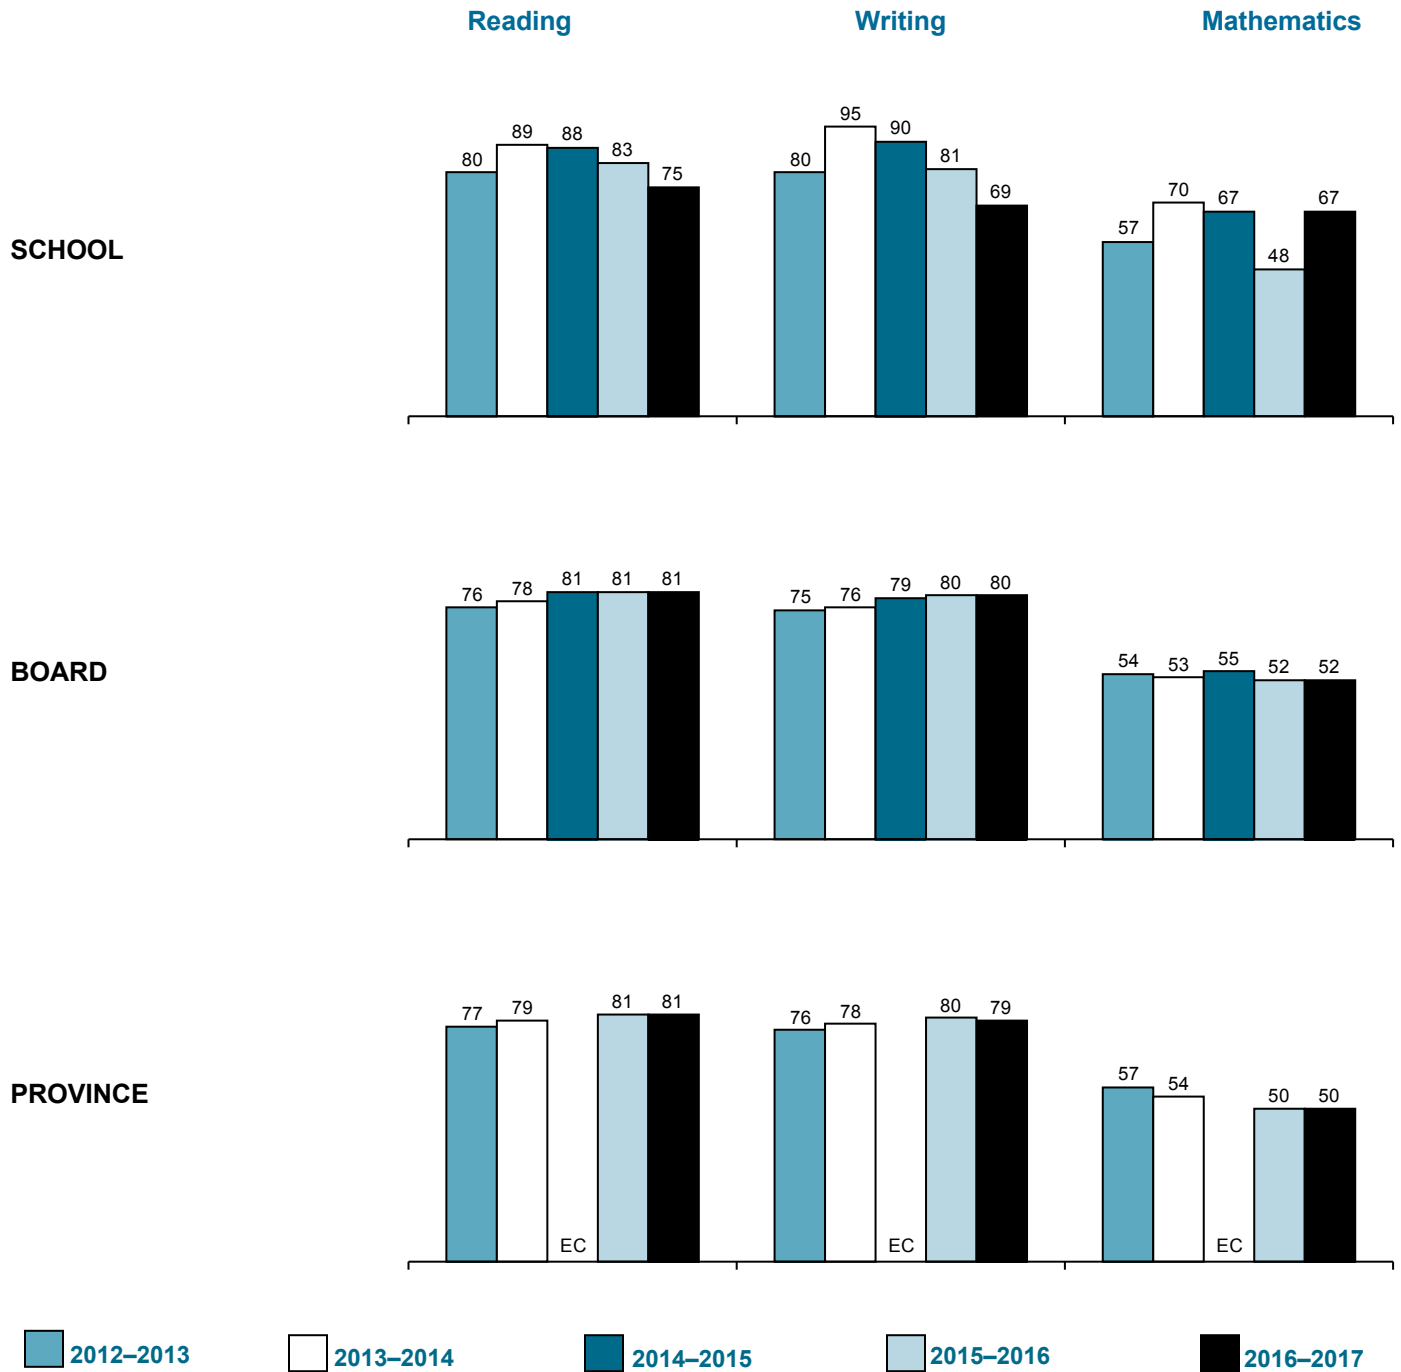 Reading Writing Mathematics
SCHOOL
80 89 88 83 75 80 95 90 81 69 57 70 67 48 67
BOARD
76 78 81 81 81 75 76 79 80 80 54 53 55 52 52
PROVINCE
77 79 EC 81 81 76 78 EC 80 79 57 54 EC 50 50
2012–2013 2013–2014 2014–2015 2015–2016 2016–2017